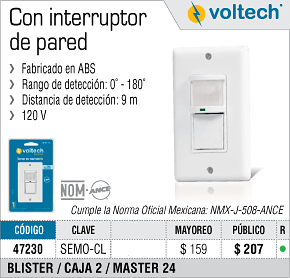 Con interruptor
de pared
voltech®
Fabricado en ABS
Rango de detección: 0° - 180°
Distancia de detección: 9 m
120 V
voltech
NOM-ANCE
Cumple la Norma Oficial Mexicana: NMX-J-508-ANCE
CÓDIGO CLAVE MAYOREO PÚBLICO R
47230 SEMO-CL $ 159 $ 207
BLISTER / CAJA 2 / MASTER 24